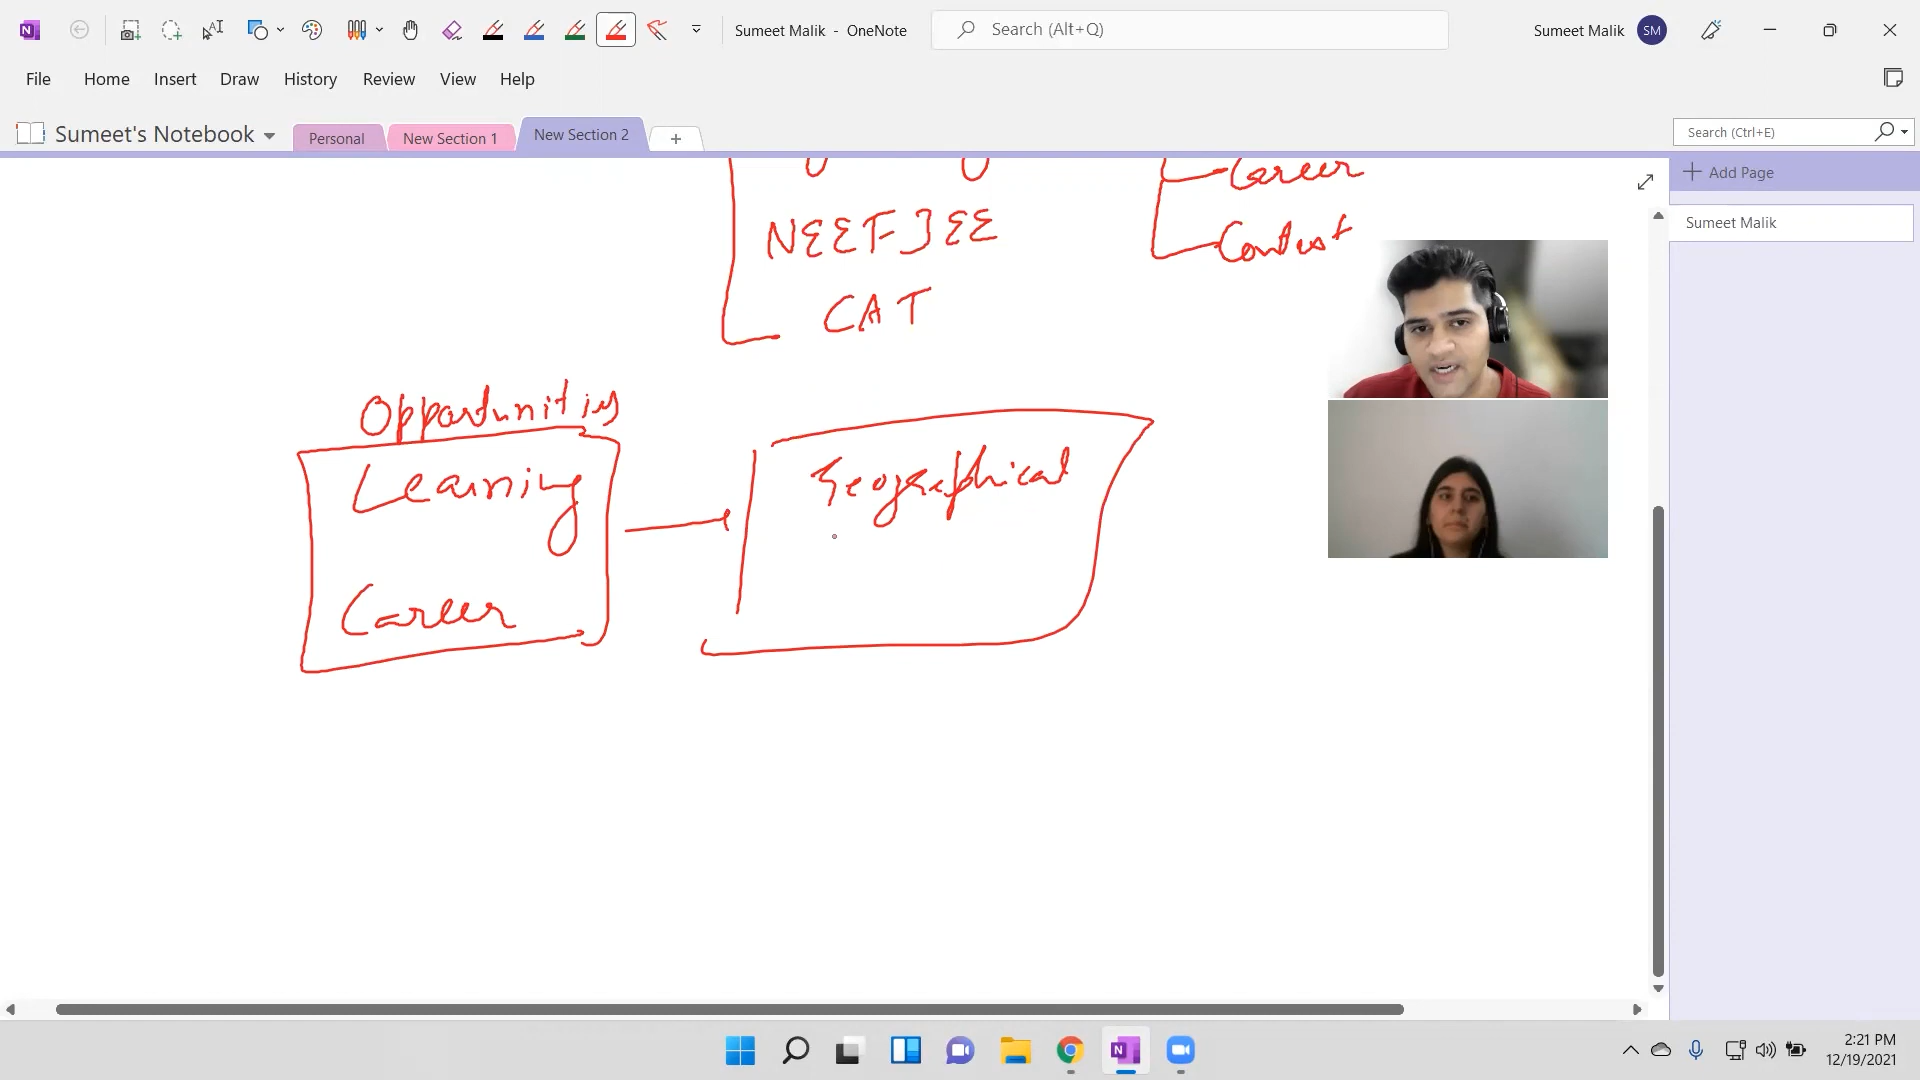 Sumeet Malik - OneNote
Search (Alt+Q)
Sumeet Malik
SM
File Home Insert Draw History Review View Help
Sumeet's Notebook
Personal
New Section 1
New Section 2
Search (Ctrl+E)
Add Page
Sumeet Malik
Career
NEET JEE
Contest
CAT
Opportunities
Learning
Career
Geographical
2:21 PM
12/19/2021